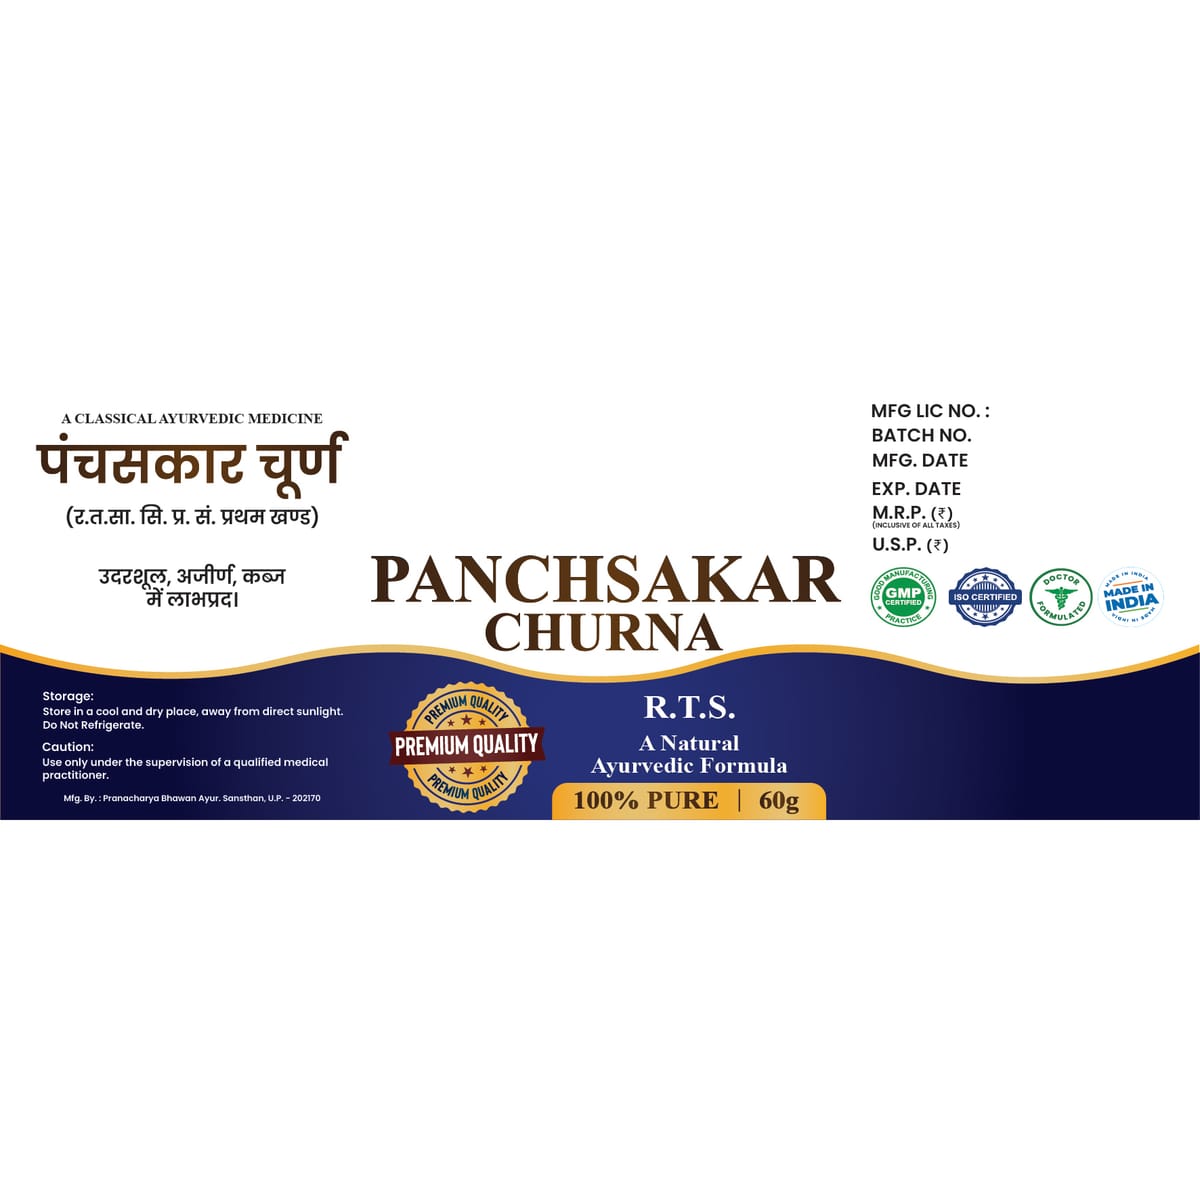 A CLASSICAL AYURVEDIC MEDICINE
पंचसकार चूर्ण
(र.त.सा. सि. प्र. सं. प्रथम खण्ड)
उदरशूल, अजीर्ण, कब्ज
में लाभप्रद।
Storage:
Store in a cool and dry place, away from direct sunlight.
Do Not Refrigerate.
Caution:
Use only under the supervision of a qualified medical
practitioner.
Mfg. By. : Pranacharya Bhawan Ayur. Sansthan, U.P. - 202170
PANCHSAKAR
CHURNA
PREMIUM QUALITY
PREMIUM QUALITY
PREMIUM QUALITY
R.T.S.
A Natural
Ayurvedic Formula
100% PURE | 60g
MFG LIC NO. :
BATCH NO.
MFG. DATE
EXP. DATE
M.R.P. (₹)
(INCLUSIVE OF ALL TAXES)
U.S.P. (₹)
GOOD MANUFACTURING
GMP
CERTIFIED
PRACTICE
ISO CERTIFIED
DOCTOR
FORMULATED
MADE IN INDIA
MADE IN
INDIA
MADE IN INDIA